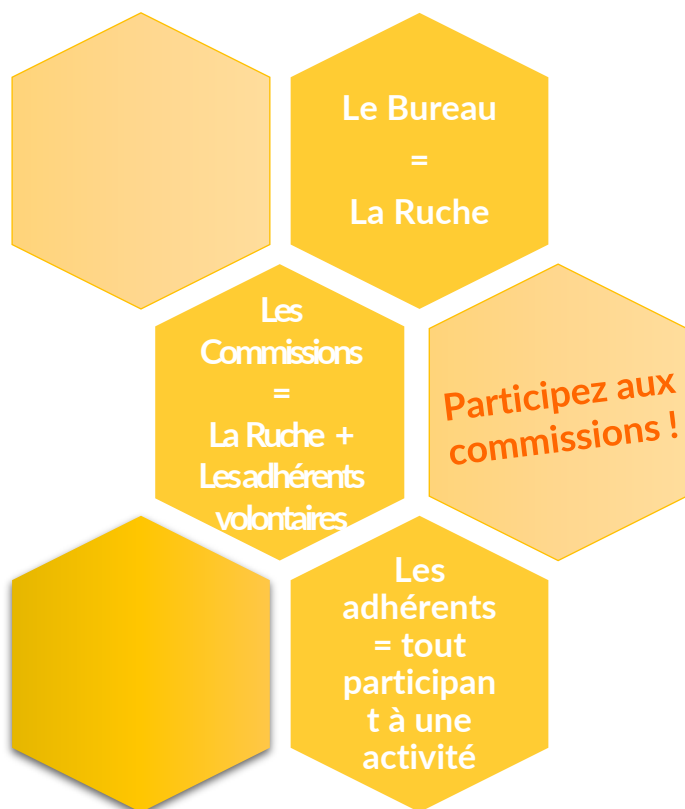 Le Bureau
=
La Ruche
Les
Commissions
=
La Ruche +
Les adhérents
volontaires
Participez aux
commissions !
Les
adhérents
= tout
participan
t à une
activité